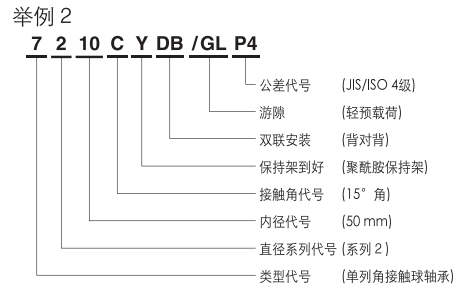 举例 2
7 2 10 C Y DB /GL P4
公差代号 (JIS/ISO 4级)
游隙 (轻预载荷)
双联安装 (背对背)
保持架到好 (聚酰胺保持架)
接触角代号 (15° 角)
内径代号 (50 mm)
直径系列代号 (系列 2 )
类型代号 (单列角接触球轴承)